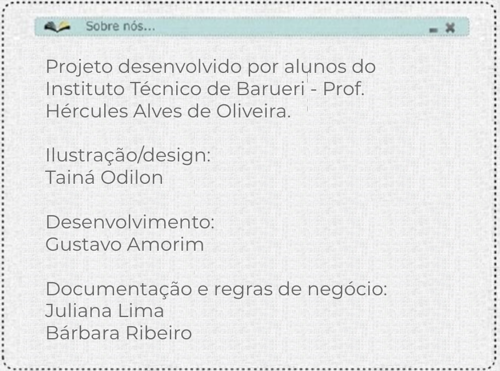 Sobre nós...
Projeto desenvolvido por alunos do
Instituto Técnico de Barueri - Prof.
Hércules Alves de Oliveira.
Ilustração/design:
Tainá Odilon
Desenvolvimento:
Gustavo Amorim
Documentação e regras de negócio:
Juliana Lima
Bárbara Ribeiro